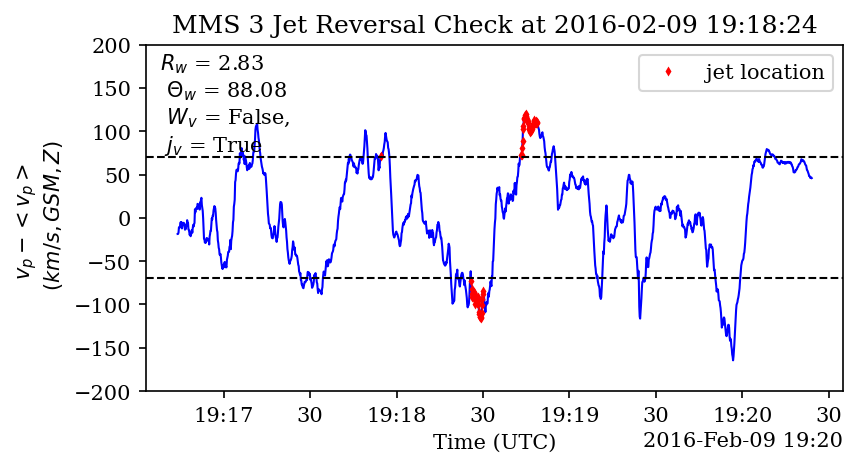 MMS 3 Jet Reversal Check at 2016-02-09 19:18:24
R_w = 2.83
Θ_w = 88.08
W_v = False,
j_v = True
jet location
200
150
100
50
0
−50
−100
−150
−200
v_p − < v_p >
(km/s, GSM, Z)
19:17 30 19:18 30 19:19 30 19:20 30
Time (UTC)
2016-Feb-09 19:20